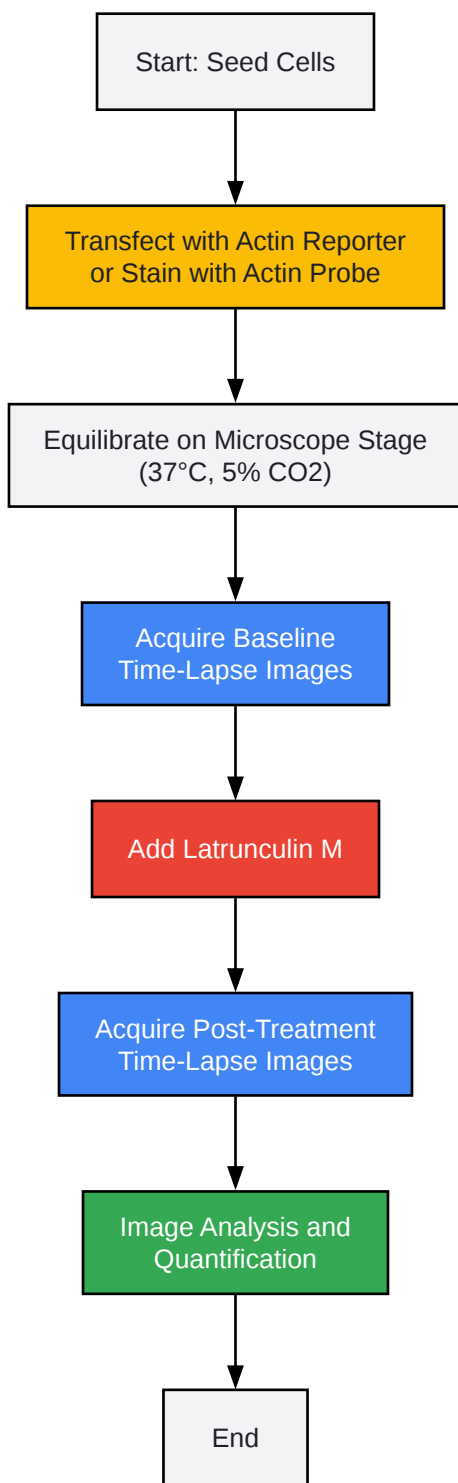 Start: Seed Cells
Transfect with Actin Reporter
or Stain with Actin Probe
Equilibrate on Microscope Stage
(37°C, 5% CO2)
Acquire Baseline
Time-Lapse Images
Add Latrunculin M
Acquire Post-Treatment
Time-Lapse Images
Image Analysis and
Quantification
End